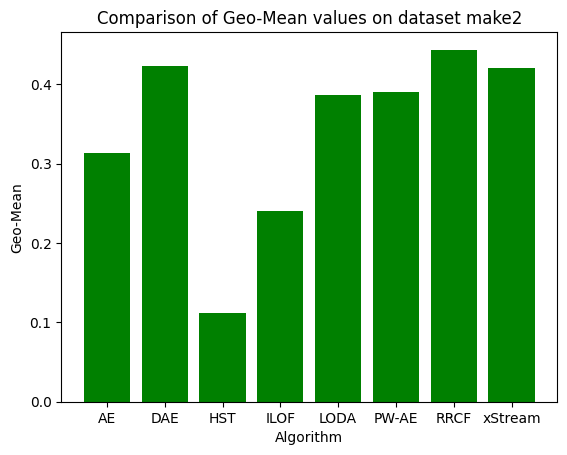 Comparison of Geo-Mean values on dataset make2
0.4
0.3
0.2
0.1
0.0
Geo-Mean
AE DAE HST ILOF LODA PW-AE RRCF xStream
Algorithm